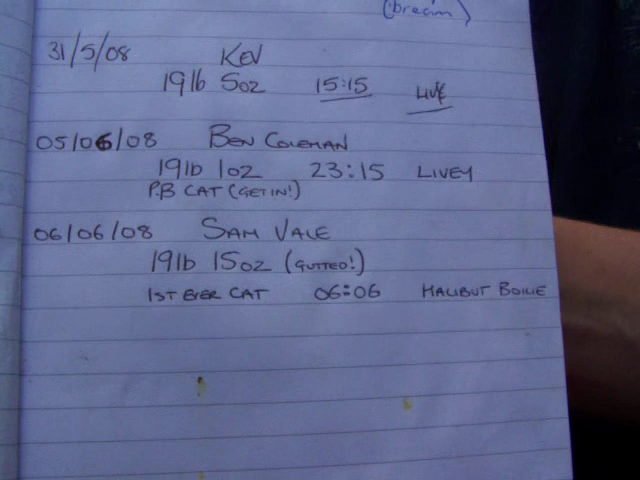 (bream)
31/5/08 KEV
19lb 5oz 15:15 LIVE
05/06/08 BEN COLEMAN
19lb 1oz 23:15 LIVEY
P.B CAT (GET IN!)
06/06/08 SAM VALE
19lb 15oz (GUTTED!)
1ST EVER CAT 06:06 HALIBUT BOILIE